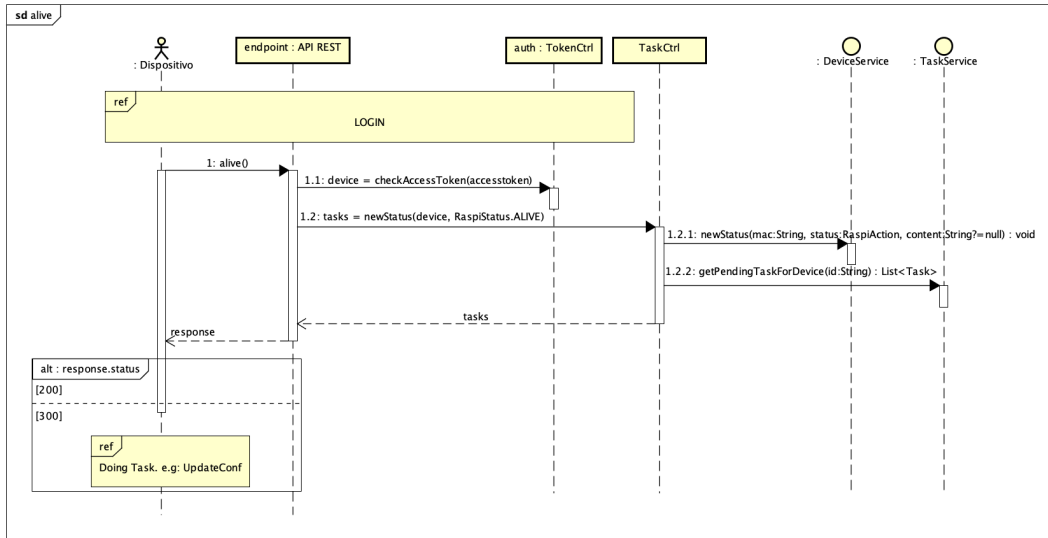 sd alive
: Dispositivo
endpoint : API REST
auth : TokenCtrl
TaskCtrl
: DeviceService
: TaskService
ref
LOGIN
1: alive()
1.1: device = checkAccessToken(accesstoken)
1.2: tasks = newStatus(device, RaspiStatus.ALIVE)
1.2.1: newStatus(mac:String, status:RaspiAction, content:String?=null) : void
1.2.2: getPendingTaskForDevice(id:String) : List<Task>
tasks
response
alt : response.status
[200]
[300]
ref
Doing Task. e.g: UpdateConf